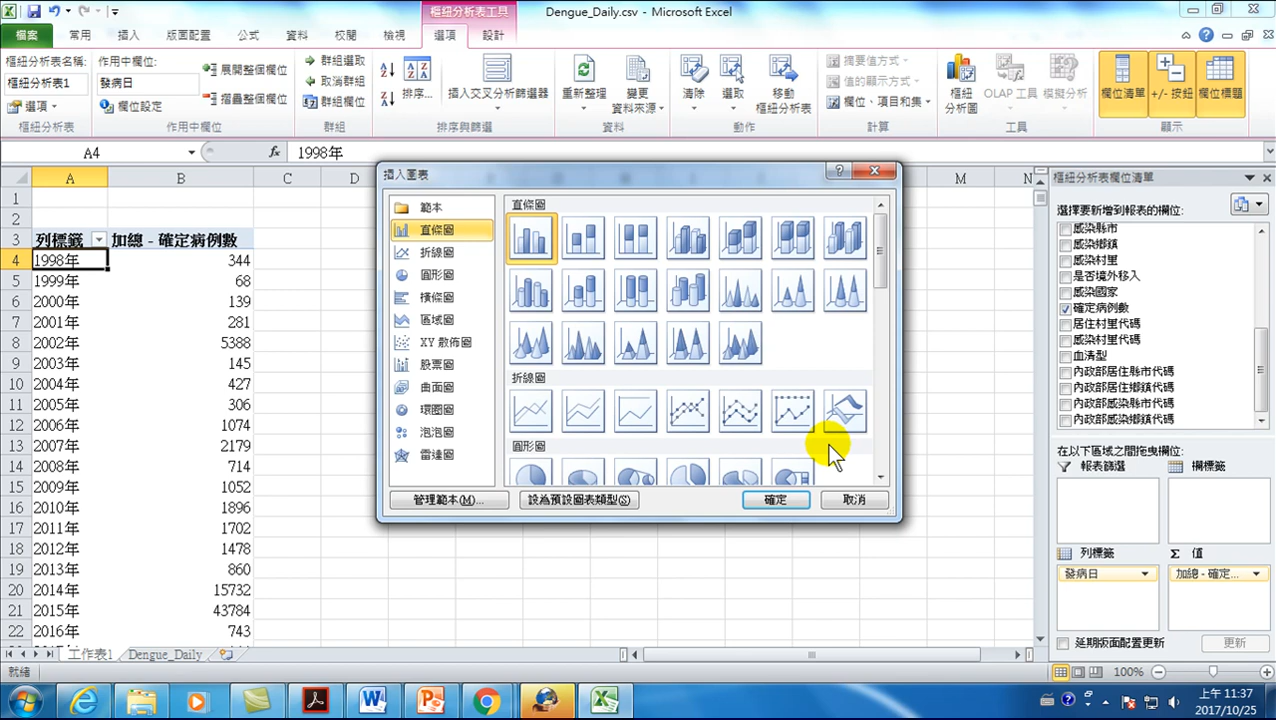 樞紐分析表工具
Dengue_Daily.csv - Microsoft Excel
檔案 常用 插入 版面配置 公式 資料 校閱 檢視 選項 設計
樞紐分析表名稱:
樞紐分析表1
選項
樞紐分析表
作用中欄位:
發病日
欄位設定
展開整個欄位
摺疊整個欄位
作用中欄位
群組選取
取消群組
群組欄位
群組
排序...
插入交叉分析篩選器
排序與篩選
重新整理
變更
資料來源
資料
清除
選取
移動
樞紐分析表
動作
摘要值方式
值的顯示方式
欄位、項目和集
計算
樞紐
分析圖
OLAP 工具
模擬分析
工具
欄位清單
+/- 按鈕
欄位標題
顯示
A4 fx 1998年
A B C D M N
1
2
3 列標籤 加總 - 確定病例數
4 1998年 344
5 1999年 68
6 2000年 139
7 2001年 281
8 2002年 5388
9 2003年 145
10 2004年 427
11 2005年 306
12 2006年 1074
13 2007年 2179
14 2008年 714
15 2009年 1052
16 2010年 1896
17 2011年 1702
18 2012年 1478
19 2013年 860
20 2014年 15732
21 2015年 43784
22 2016年 743
插入圖表
範本
直條圖
折線圖
圓形圖
橫條圖
區域圖
XY 散佈圖
股票圖
曲面圖
環圈圖
泡泡圖
雷達圖
直條圖
折線圖
圓形圖
管理範本(M)... 設為預設圖表類型(S) 確定 取消
樞紐分析表欄位清單
選擇要新增到報表的欄位:
感染縣市
感染鄉鎮
感染村里
是否境外移入
感染國家
確定病例數
居住村里代碼
感染村里代碼
血清型
內政部居住縣市代碼
內政部居住鄉鎮代碼
內政部感染縣市代碼
內政部感染鄉鎮代碼
在以下區域之間拖曳欄位:
報表篩選 欄標籤
列標籤 Σ 值
發病日 加總 - 確定...
延期版面配置更新 更新
工作表1 Dengue_Daily
就緒 100%
上午 11:37
2017/10/25